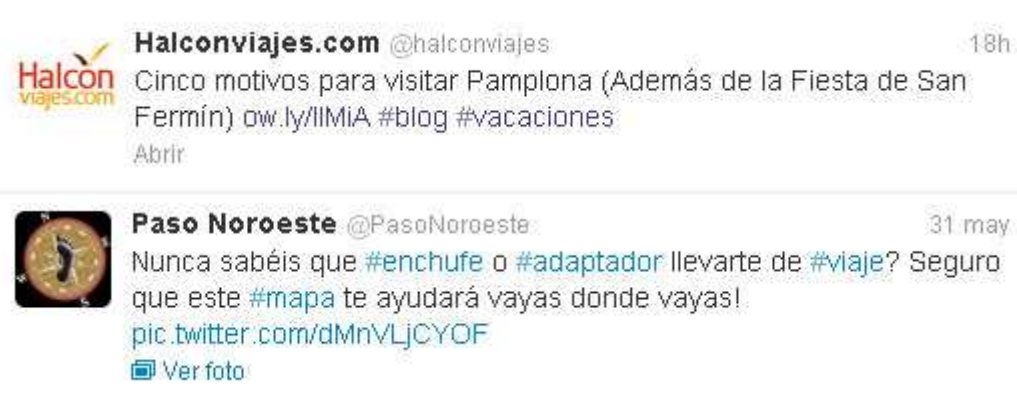 Halcón
viajes.com
Halconviajes.com @halconviajes 18h
Cinco motivos para visitar Pamplona (Además de la Fiesta de San
Fermín) ow.ly/lIMiA #blog #vacaciones
Abrir
Paso Noroeste @PasoNoroeste 31 may
Nunca sabéis que #enchufe o #adaptador llevarte de #viaje? Seguro
que este #mapa te ayudará vayas donde vayas!
pic.twitter.com/dMnVLjCYOF
Ver foto